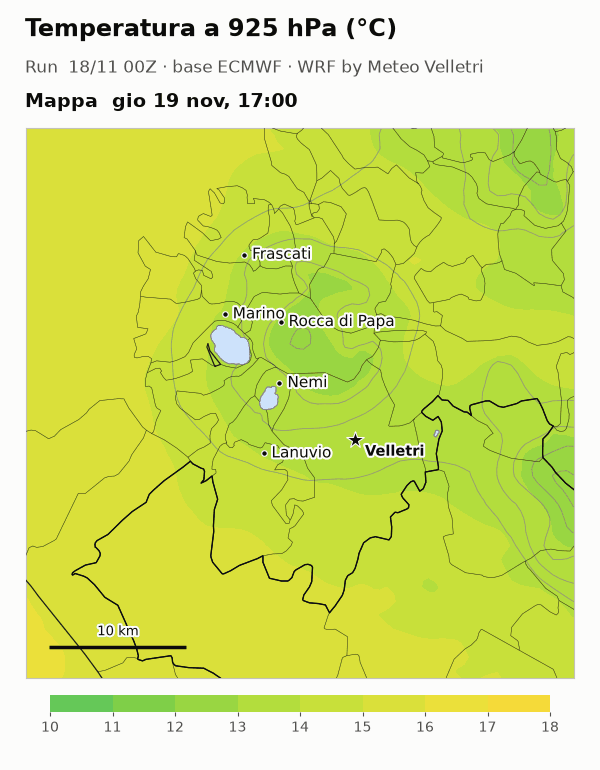 Temperatura a 925 hPa (°C)
Run  18/11 00Z · base ECMWF · WRF by Meteo Velletri
Mappa  gio 19 nov, 17:00
Frascati
Marino
Rocca di Papa
Nemi
Velletri
Lanuvio
10 km
10 11 12 13 14 15 16 17 18